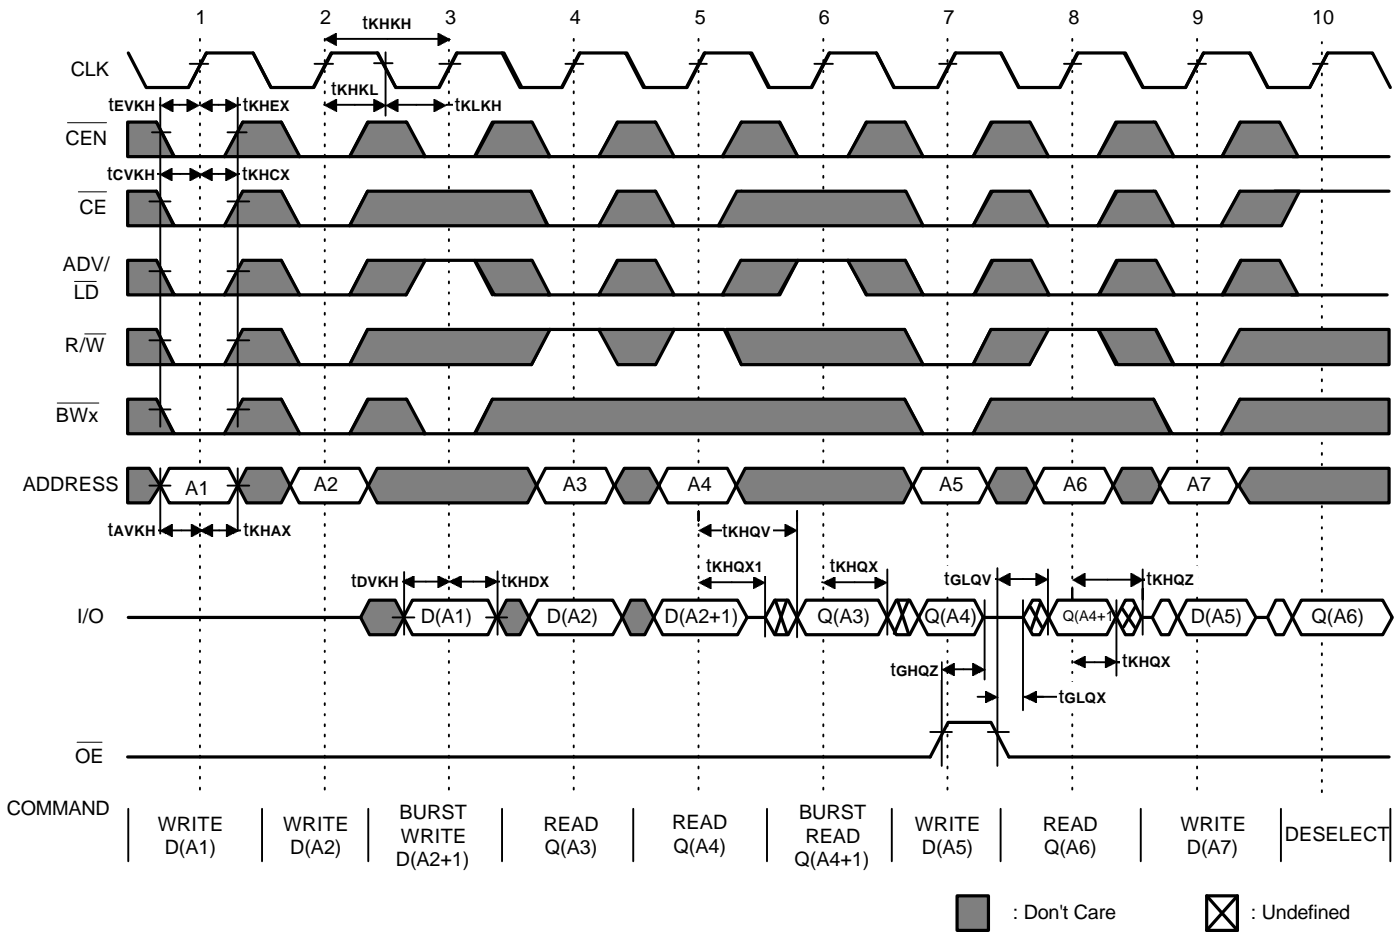 1 2 3 4 5 6 7 8 9 10
tKHKH
CLK
tKHKL
tEVKH tKHEX tKLKH
CEN
tCVKH tKHCX
CE
ADV/
LD
R/W
BWx
ADDRESS A1 A2 A3 A4 A5 A6 A7
tAVKH tKHAX tKHQV
tDVKH tKHDX tKHQX1 tKHQX tGLQV tKHQZ
I/O D(A1) D(A2) D(A2+1) Q(A3) Q(A4) Q(A4+1 D(A5) Q(A6)
tGHQZ tKHQX
tGLQX
OE
COMMAND
WRITE
D(A1)
WRITE
D(A2)
BURST
WRITE
D(A2+1)
READ
Q(A3)
READ
Q(A4)
BURST
READ
Q(A4+1)
WRITE
D(A5)
READ
Q(A6)
WRITE
D(A7)
DESELECT
: Don't Care
: Undefined